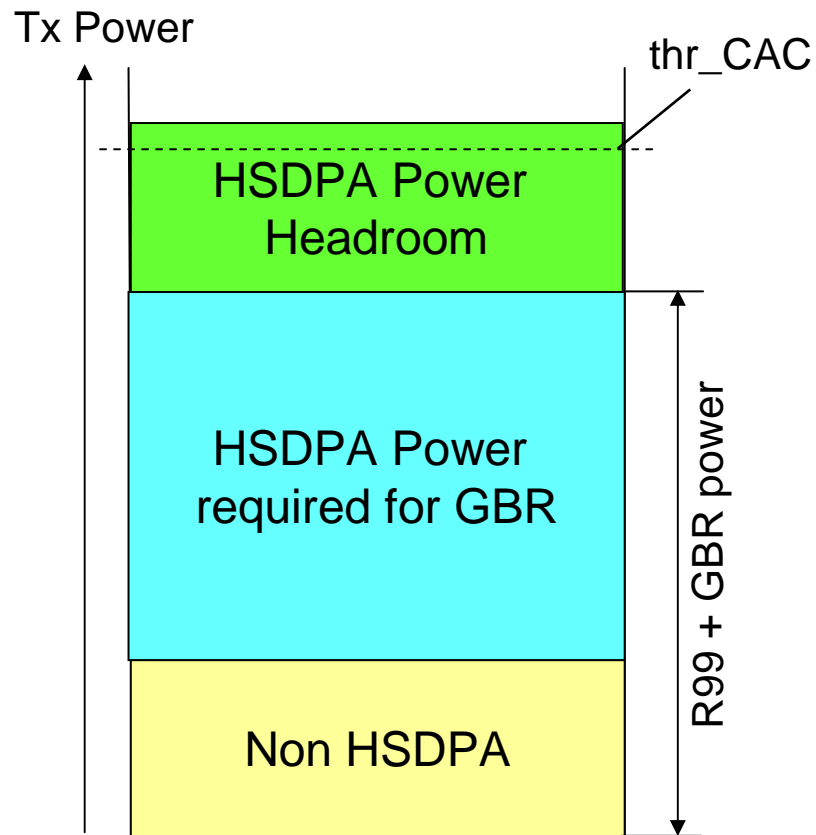 Tx Power
thr_CAC
HSDPA Power
Headroom
HSDPA Power
required for GBR
R99 + GBR power
Non HSDPA